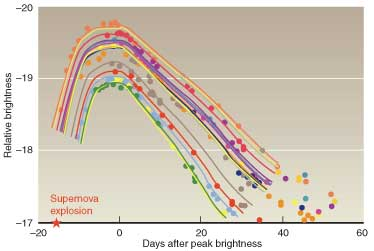 –20
–19
–18
–17
Relative brightness
Supernova
explosion
–20
0
20
40
60
Days after peak brightness